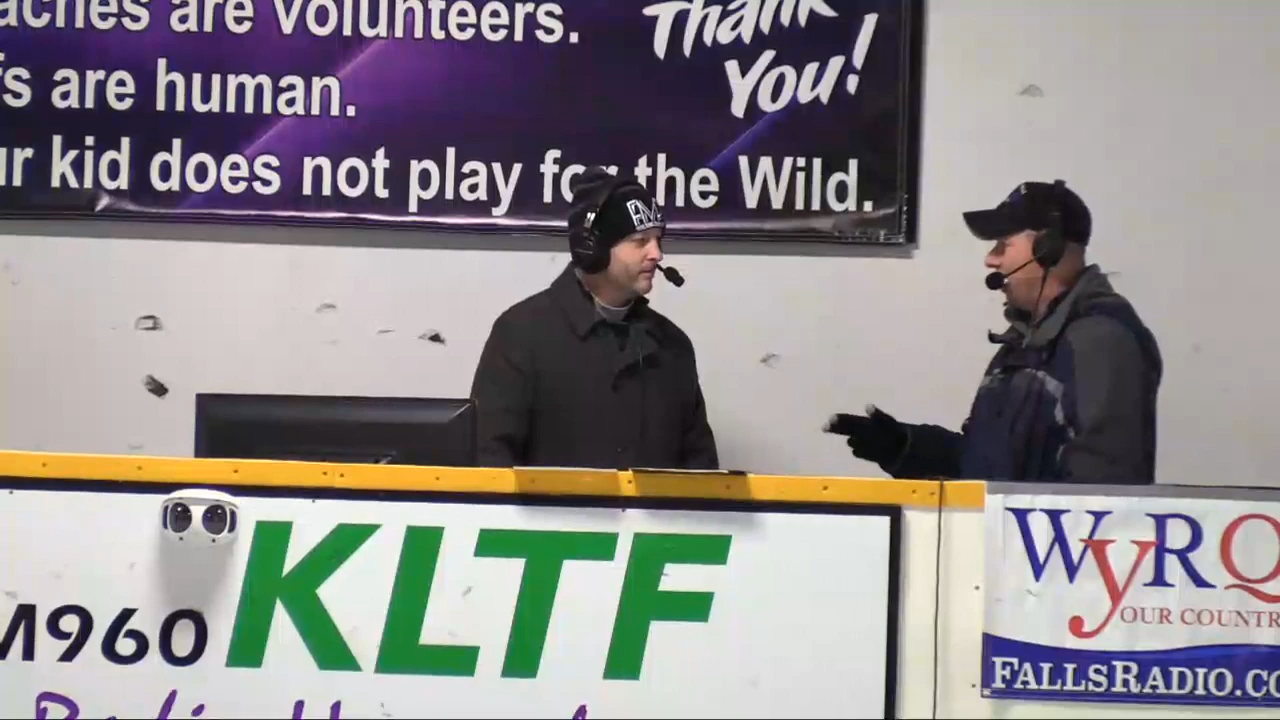 aches are volunteers.
fs are human.
ur kid does not play for the Wild.
Thank
You!
M960 KLTF
WYRQ
OUR COUNTR
FALLSRADIO.CO